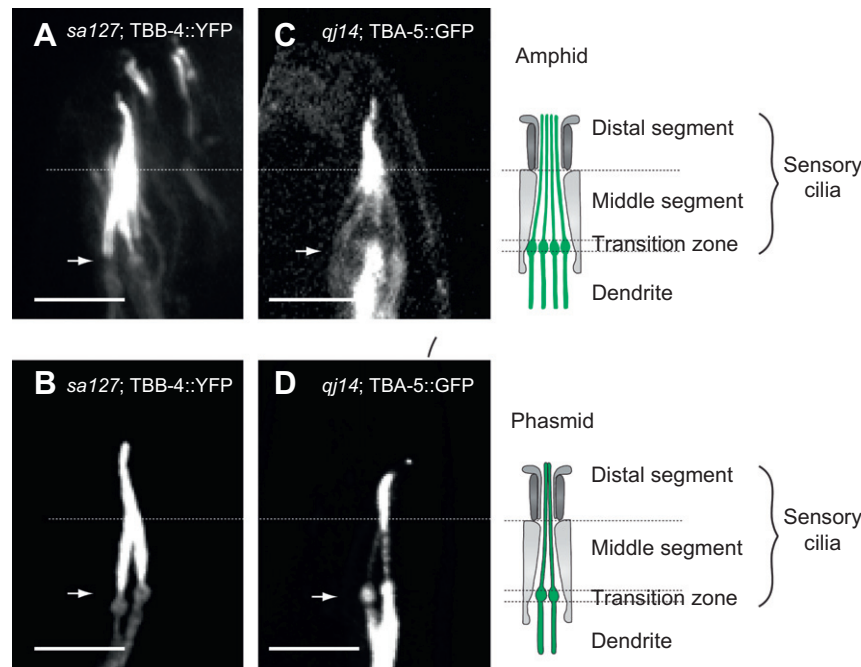 A sa127; TBB-4::YFP
C qj14; TBA-5::GFP
Amphid
Distal segment
Middle segment
Transition zone
Dendrite
Sensory
cilia
B sa127; TBB-4::YFP
D qj14; TBA-5::GFP
Phasmid
Distal segment
Middle segment
Transition zone
Dendrite
Sensory
cilia